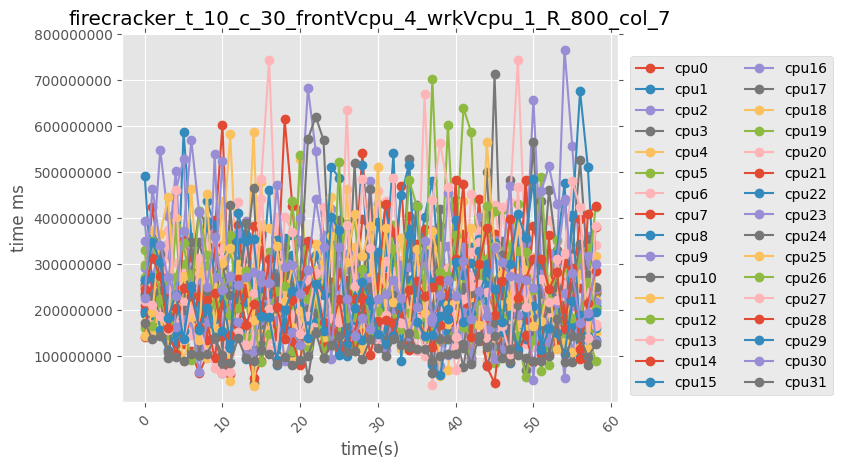 firecracker_t_10_c_30_frontVcpu_4_wrkVcpu_1_R_800_col_7
800000000
700000000
600000000
500000000
400000000
300000000
200000000
100000000
time ms
0
10
20
30
40
50
60
time(s)
cpu0
cpu1
cpu2
cpu3
cpu4
cpu5
cpu6
cpu7
cpu8
cpu9
cpu10
cpu11
cpu12
cpu13
cpu14
cpu15
cpu16
cpu17
cpu18
cpu19
cpu20
cpu21
cpu22
cpu23
cpu24
cpu25
cpu26
cpu27
cpu28
cpu29
cpu30
cpu31